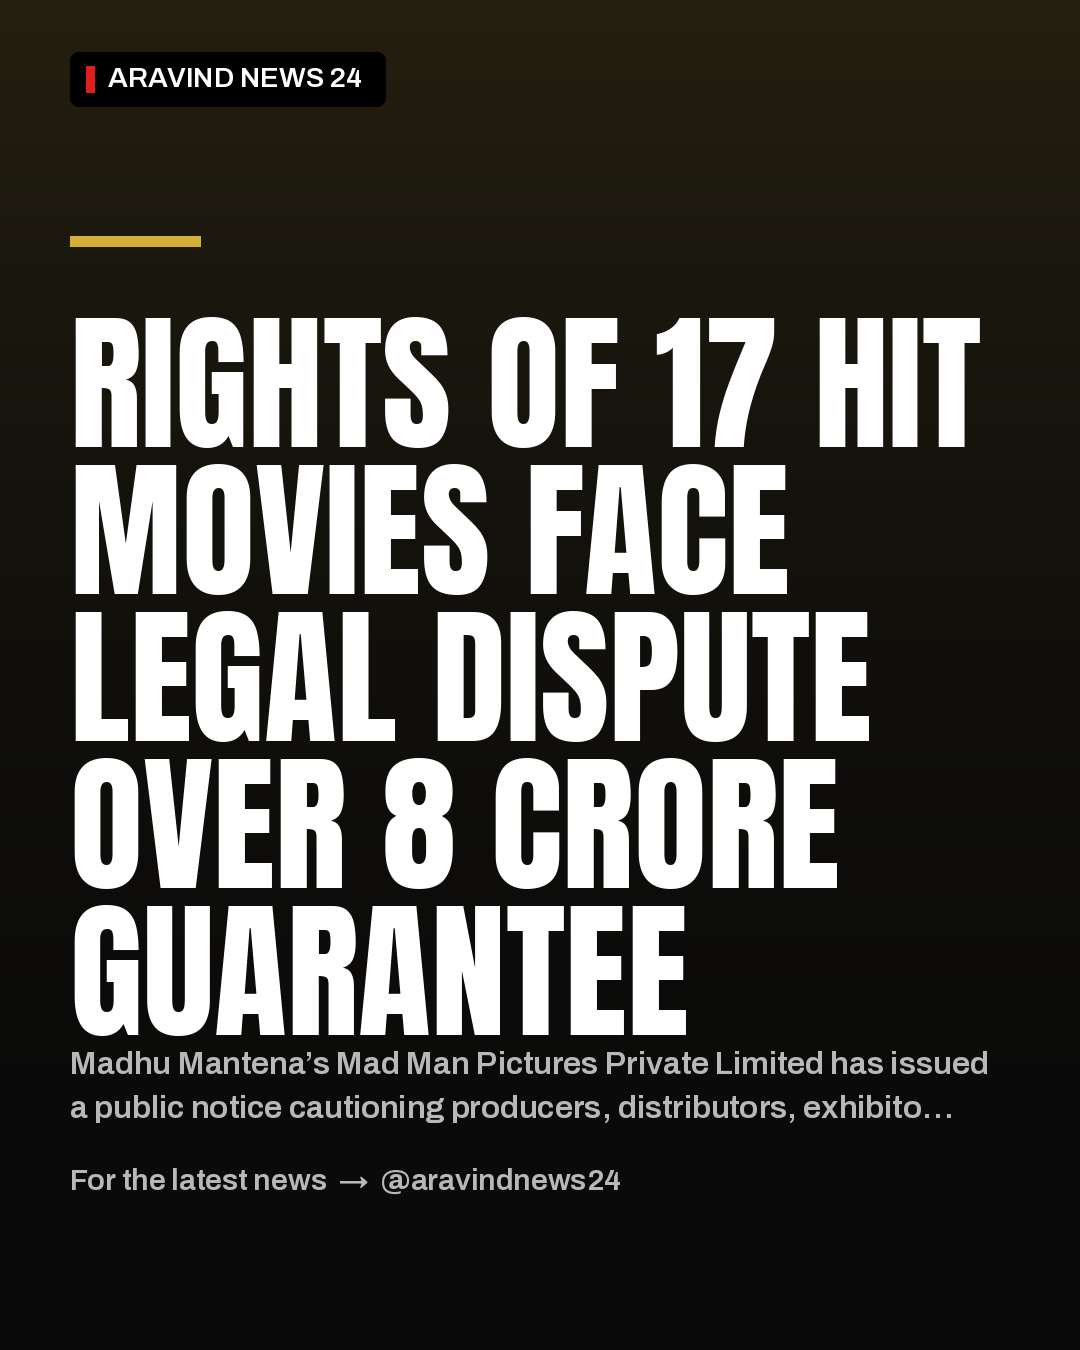 ARAVIND NEWS 24
RIGHTS OF 17 HIT
MOVIES FACE
LEGAL DISPUTE
OVER 8 CRORE
GUARANTEE
Madhu Mantena’s Mad Man Pictures Private Limited has issued
a public notice cautioning producers, distributors, exhibito…
For the latest news → @aravindnews24